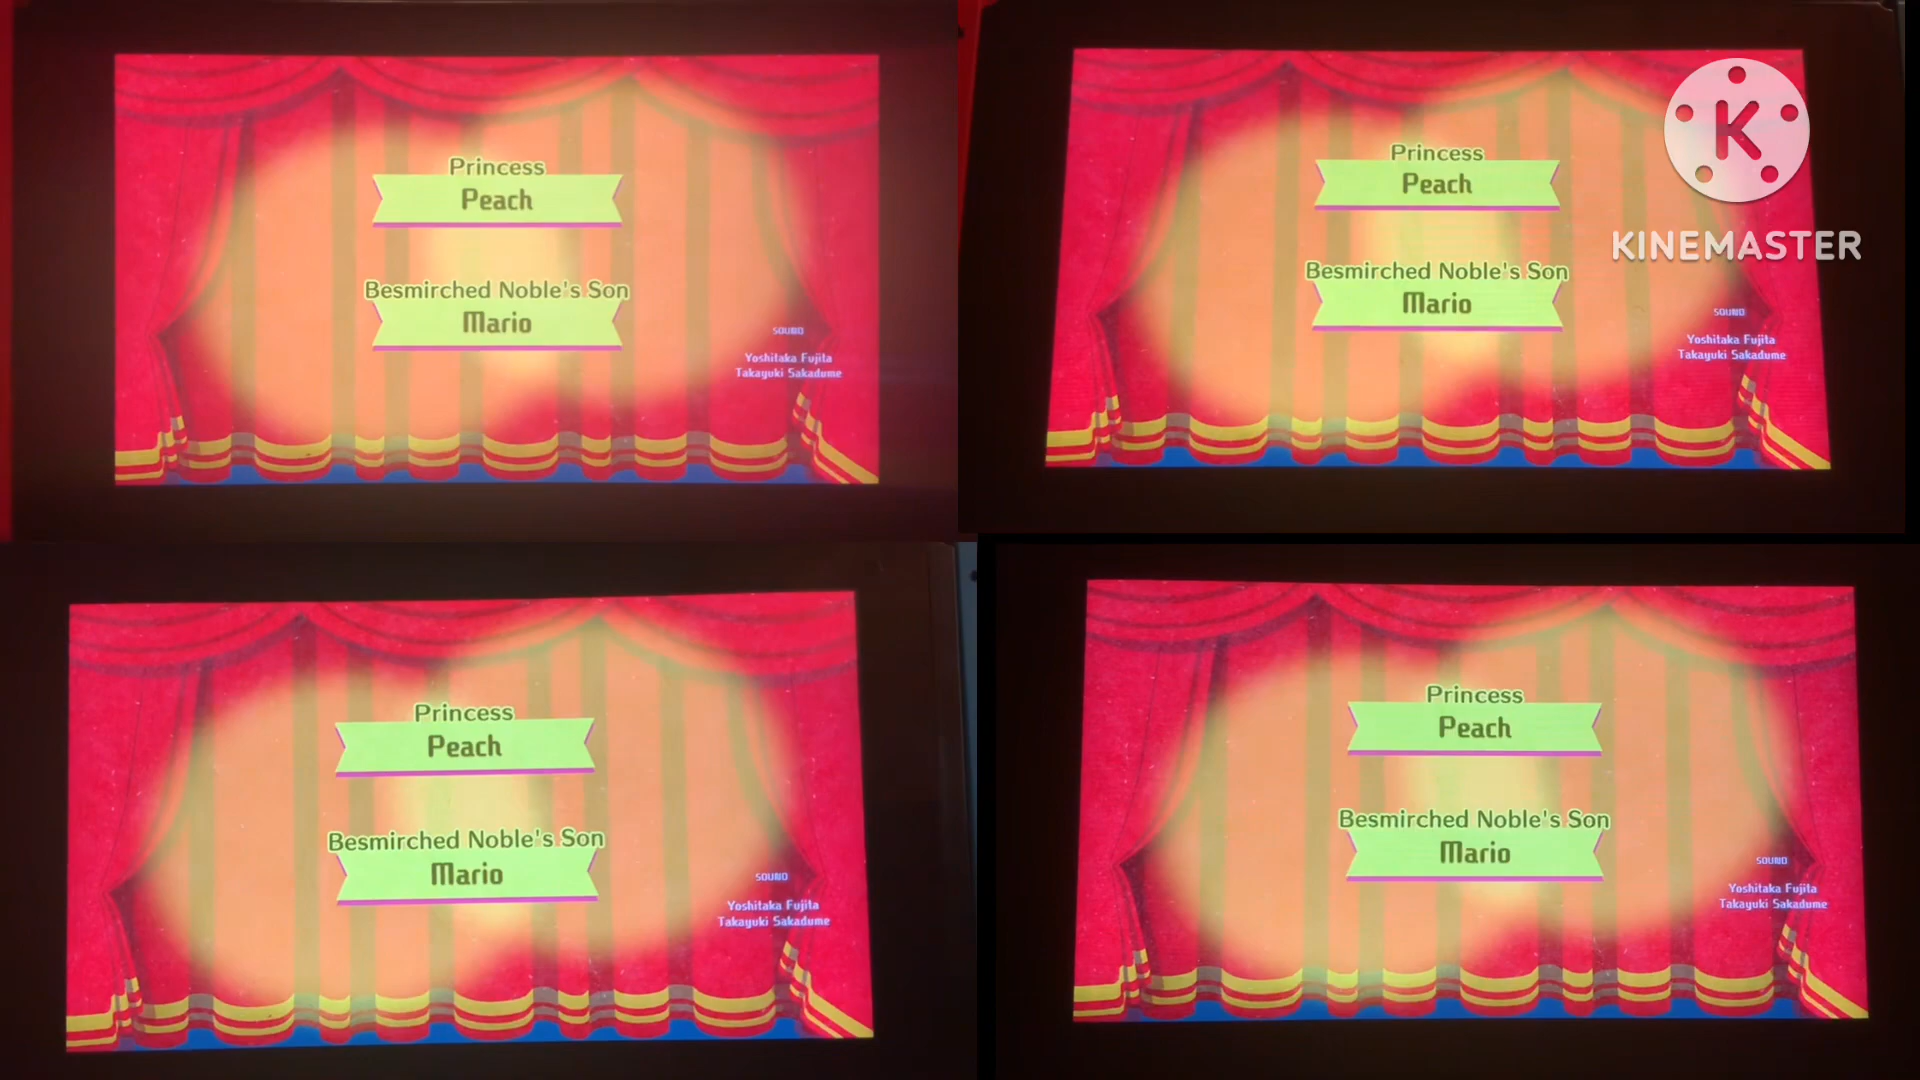 Princess
Peach
Besmirched Noble's Son
Mario
SOUND
Yoshitaka Fujita
Takayuki Sakadume
Princess
Peach
Besmirched Noble's Son
Mario
SOUND
Yoshitaka Fujita
Takayuki Sakadume
K
KINEMASTER
Princess
Peach
Besmirched Noble's Son
Mario
SOUND
Yoshitaka Fujita
Takayuki Sakadume
Princess
Peach
Besmirched Noble's Son
Mario
SOUND
Yoshitaka Fujita
Takayuki Sakadume